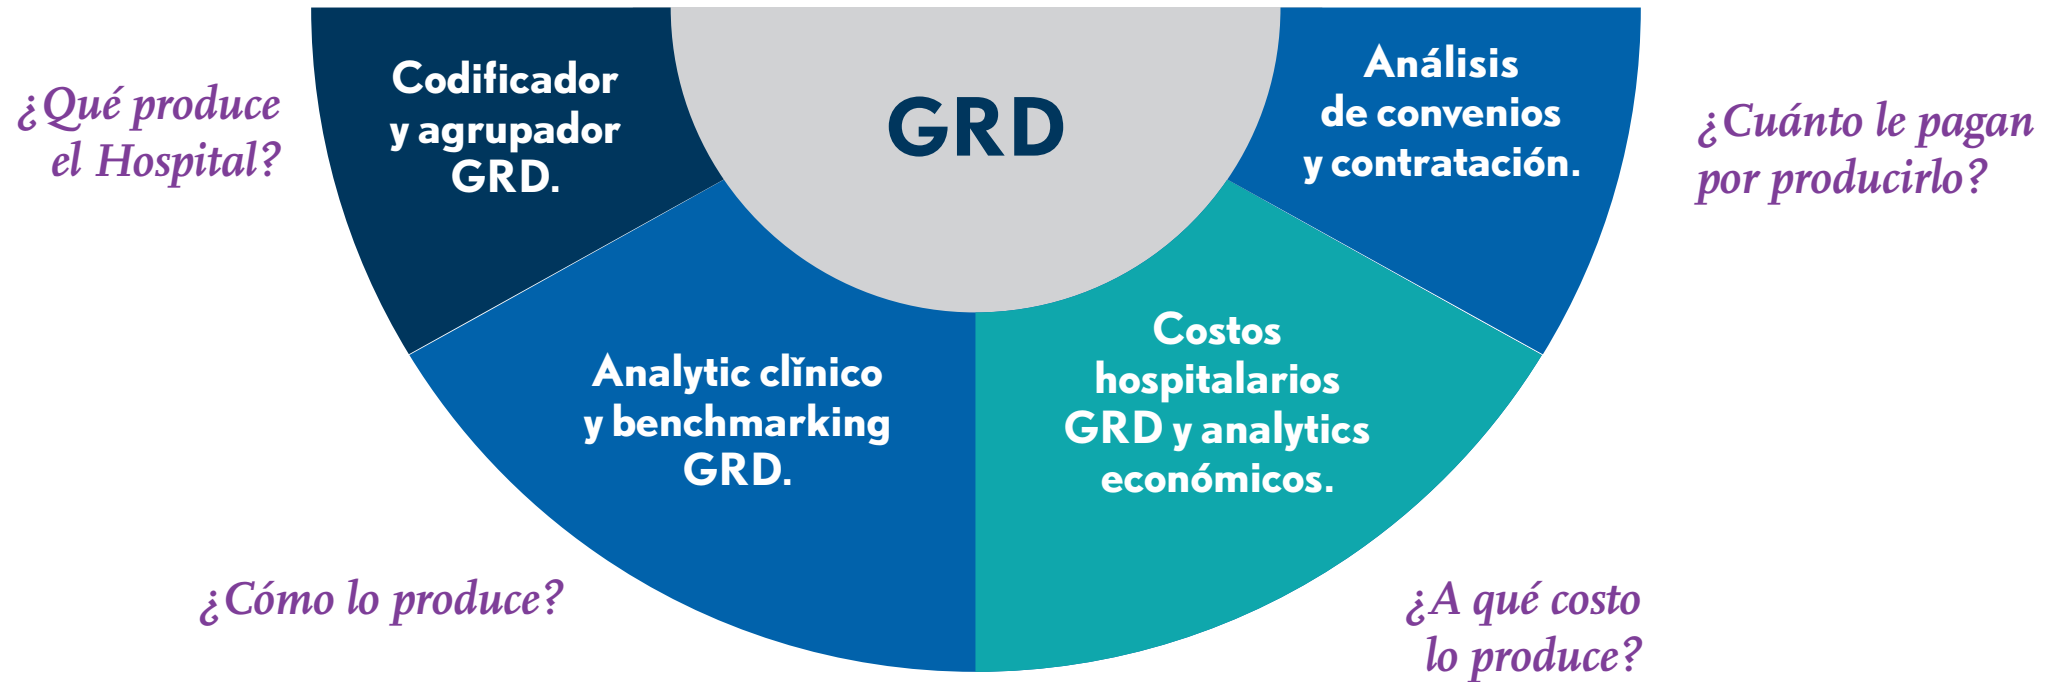 ¿Qué produce
el Hospital?
Codificador
y agrupador
GRD.
GRD
Análisis
de convenios
y contratación.
¿Cuánto le pagan
por producirlo?
Analytic clǐnico
y benchmarking
GRD.
Costos
hospitalarios
GRD y analytics
económicos.
¿Cómo lo produce?
¿A qué costo
lo produce?